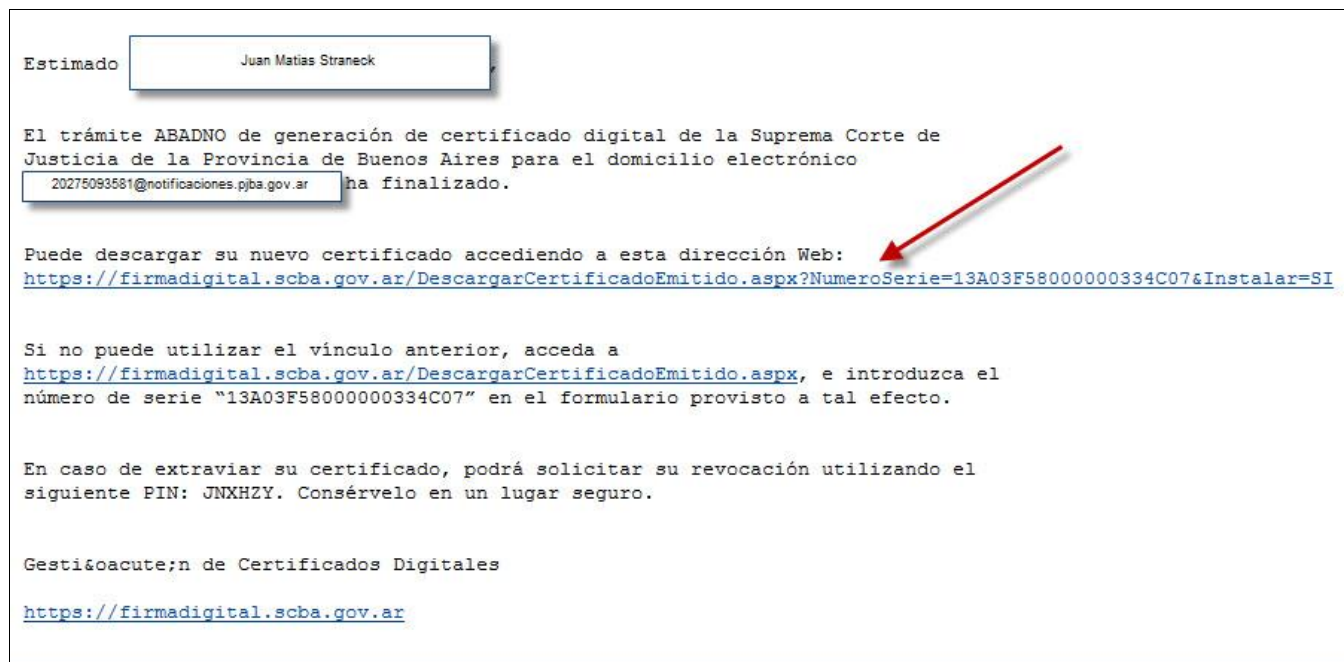 Estimado Juan Matias Straneck,
El trámite ABADNO de generación de certificado digital de la Suprema Corte de
Justicia de la Provincia de Buenos Aires para el domicilio electrónico
20275093581@notificaciones.pjba.gov.ar ha finalizado.
Puede descargar su nuevo certificado accediendo a esta dirección Web:
https://firmadigital.scba.gov.ar/DescargarCertificadoEmitido.aspx?NumeroSerie=13A03F58000000334C07&Instalar=SI
Si no puede utilizar el vínculo anterior, acceda a
https://firmadigital.scba.gov.ar/DescargarCertificadoEmitido.aspx, e introduzca el
número de serie “13A03F58000000334C07” en el formulario provisto a tal efecto.
En caso de extraviar su certificado, podrá solicitar su revocación utilizando el
siguiente PIN: JNXHZY. Consérvelo en un lugar seguro.
Gesti&oacute;n de Certificados Digitales
https://firmadigital.scba.gov.ar